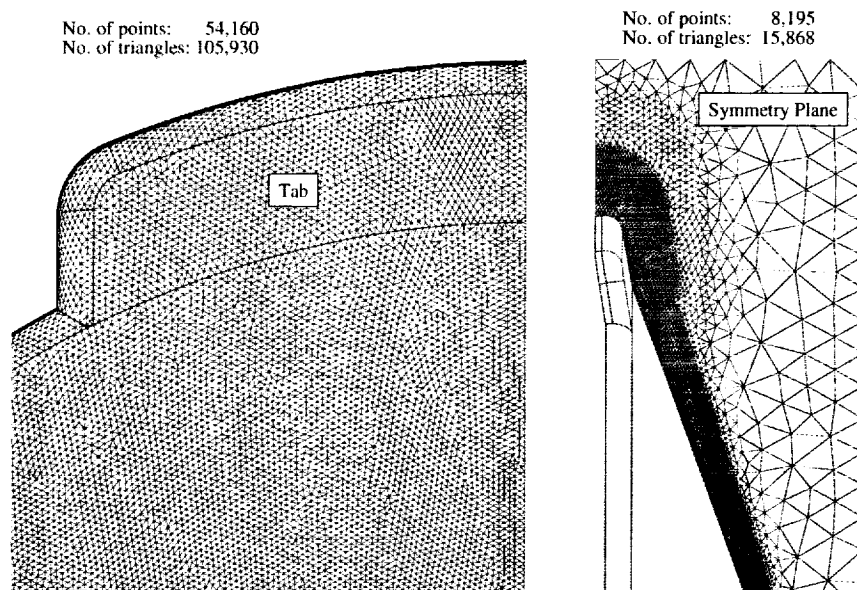 No. of points: 54,160
No. of triangles: 105,930
No. of points: 8,195
No. of triangles: 15,868
Symmetry Plane
Tab